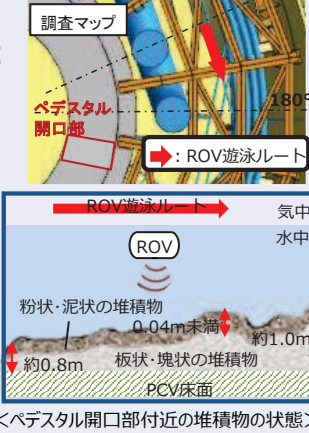 調査マップ
ペデスタル
開口部
180°
: ROV遊泳ルート
ROV遊泳ルート
気中
水中
ROV
粉状・泥状の堆積物
0.04m未満
約1.0m
約0.8m
板状・塊状の堆積物
PCV床面
<ペデスタル開口部付近の堆積物の状態>